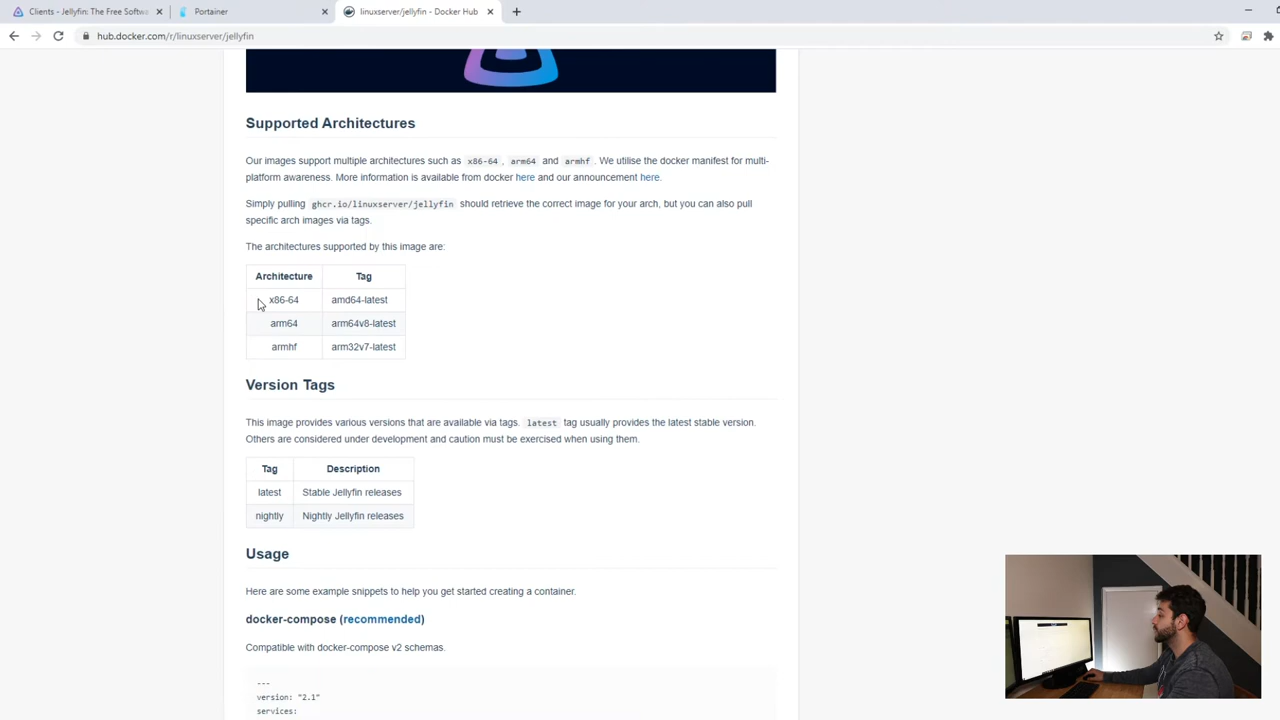 Clients - Jellyfin: The Free Softwa
Portainer
linuxserver/jellyfin - Docker Hub
hub.docker.com/r/linuxserver/jellyfin
Supported Architectures
Our images support multiple architectures such as x86-64 , arm64 and armhf . We utilise the docker manifest for multi-
platform awareness. More information is available from docker here and our announcement here.
Simply pulling ghcr.io/linuxserver/jellyfin should retrieve the correct image for your arch, but you can also pull
specific arch images via tags.
The architectures supported by this image are:
Architecture Tag
x86-64 amd64-latest
arm64 arm64v8-latest
armhf arm32v7-latest
Version Tags
This image provides various versions that are available via tags. latest tag usually provides the latest stable version.
Others are considered under development and caution must be exercised when using them.
Tag Description
latest Stable Jellyfin releases
nightly Nightly Jellyfin releases
Usage
Here are some example snippets to help you get started creating a container.
docker-compose (recommended)
Compatible with docker-compose v2 schemas.
---
version: "2.1"
services: